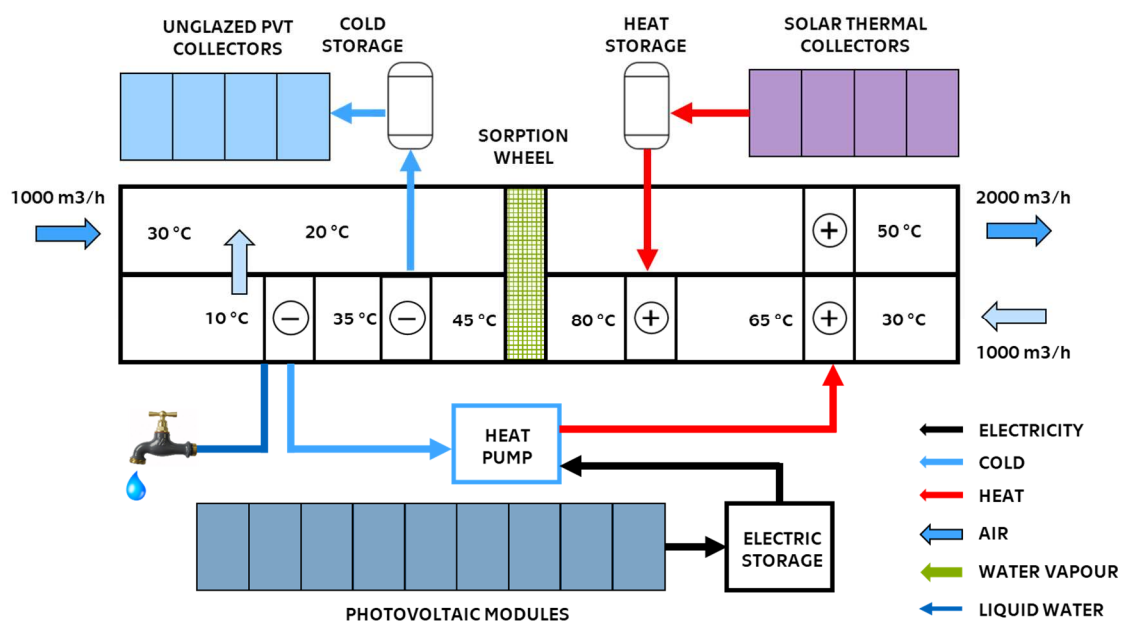 UNGLAZED PVT
COLLECTORS
COLD
STORAGE
HEAT
STORAGE
SOLAR THERMAL
COLLECTORS
SORPTION
WHEEL
1000 m3/h
30 °C
20 °C
50 °C
2000 m3/h
10 °C
35 °C
45 °C
80 °C
65 °C
30 °C
1000 m3/h
HEAT
PUMP
ELECTRIC
STORAGE
PHOTOVOLTAIC MODULES
ELECTRICITY
COLD
HEAT
AIR
WATER VAPOUR
LIQUID WATER